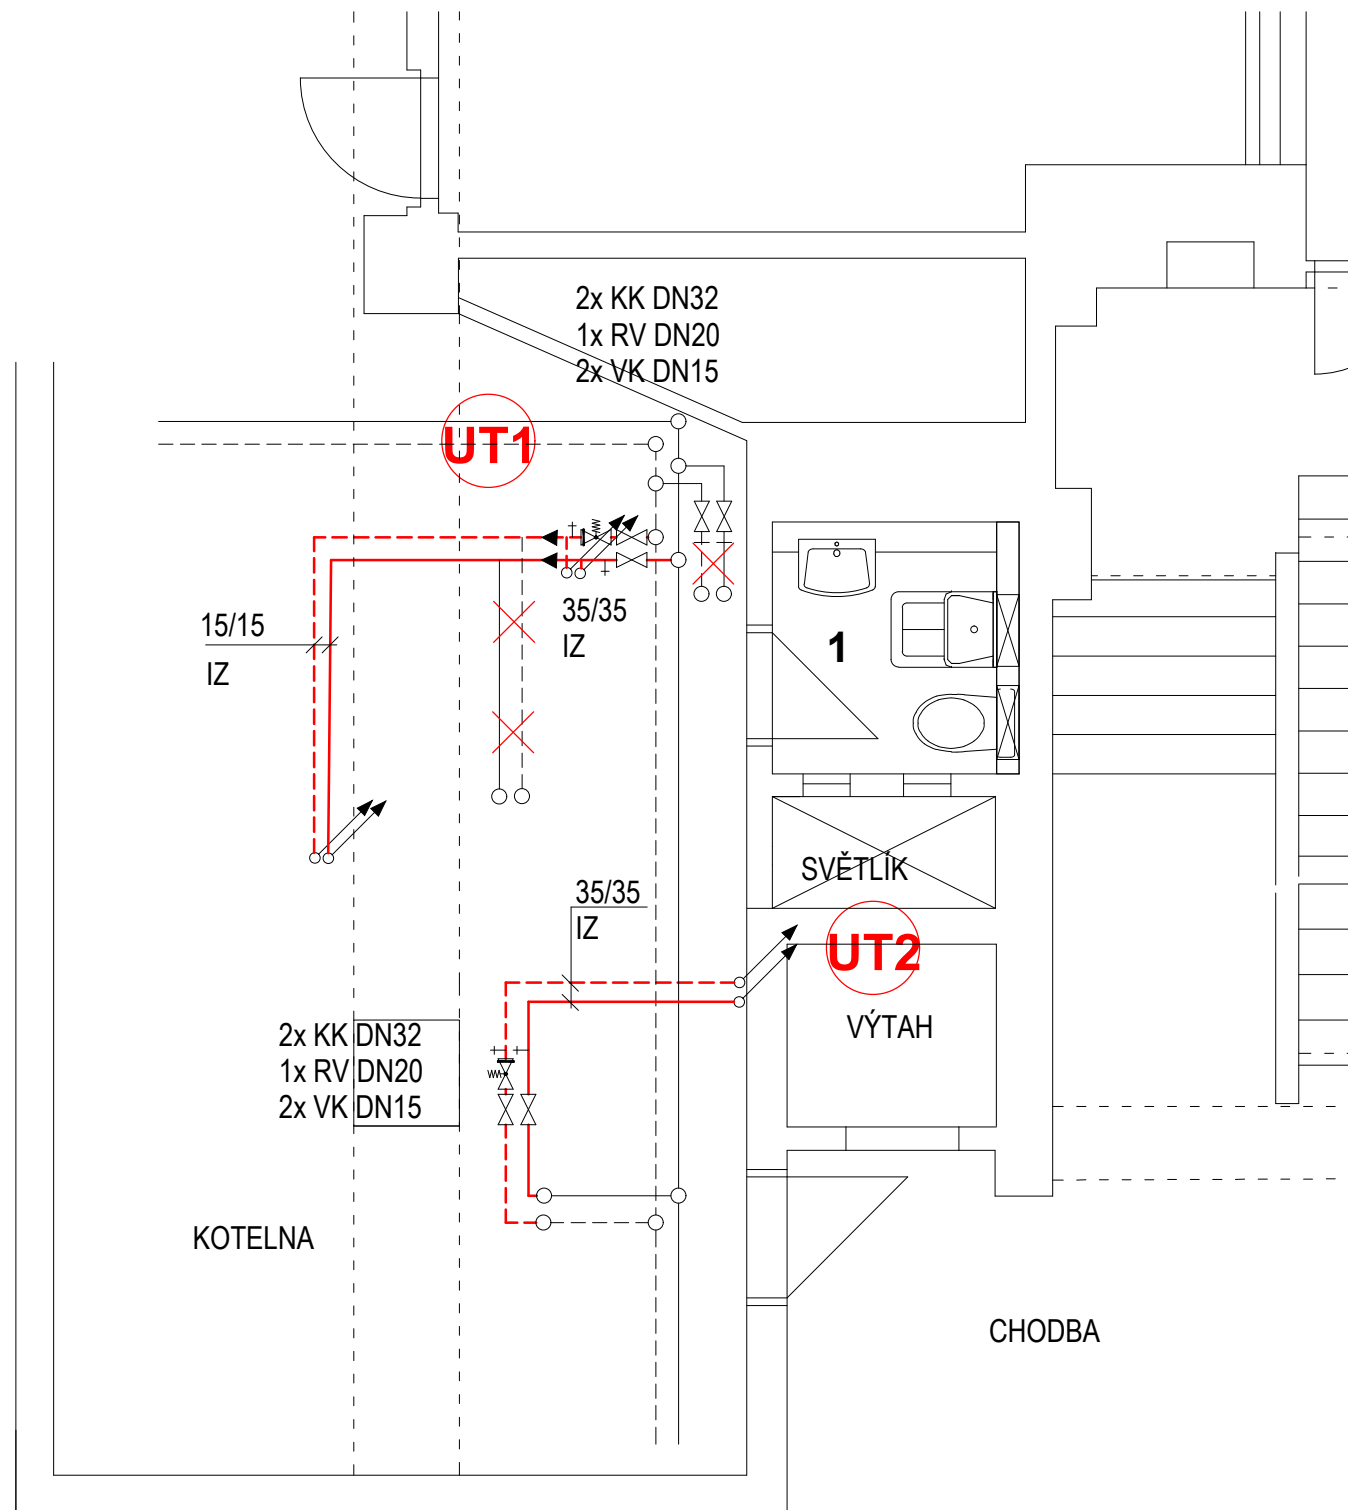 2x KK DN32
1x RV DN20
2x VK DN15
UT1
35/35
IZ
15/15
IZ
1
SVĚTLÍK
35/35
IZ
UT2
VÝTAH
2x KK DN32
1x RV DN20
2x VK DN15
KOTELNA
CHODBA